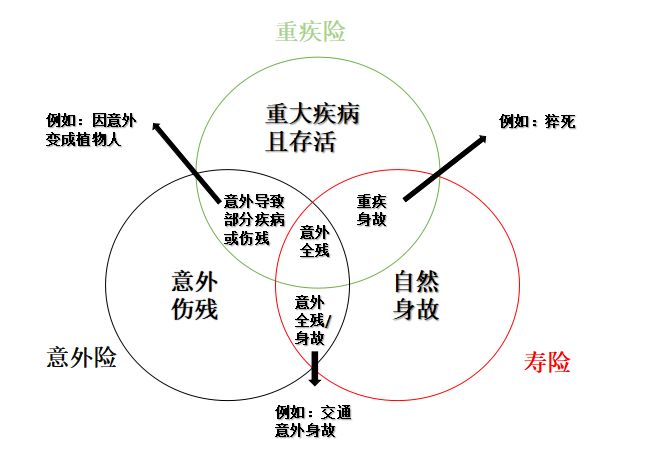 重疾险
重大疾病
且存活
例如：因意外
变成植物人
例如：猝死
意外导致
部分疾病
或伤残
重疾
身故
意外
全残
意外
伤残
自然
身故
意外
全残/
身故
意外险
寿险
例如：交通
意外身故